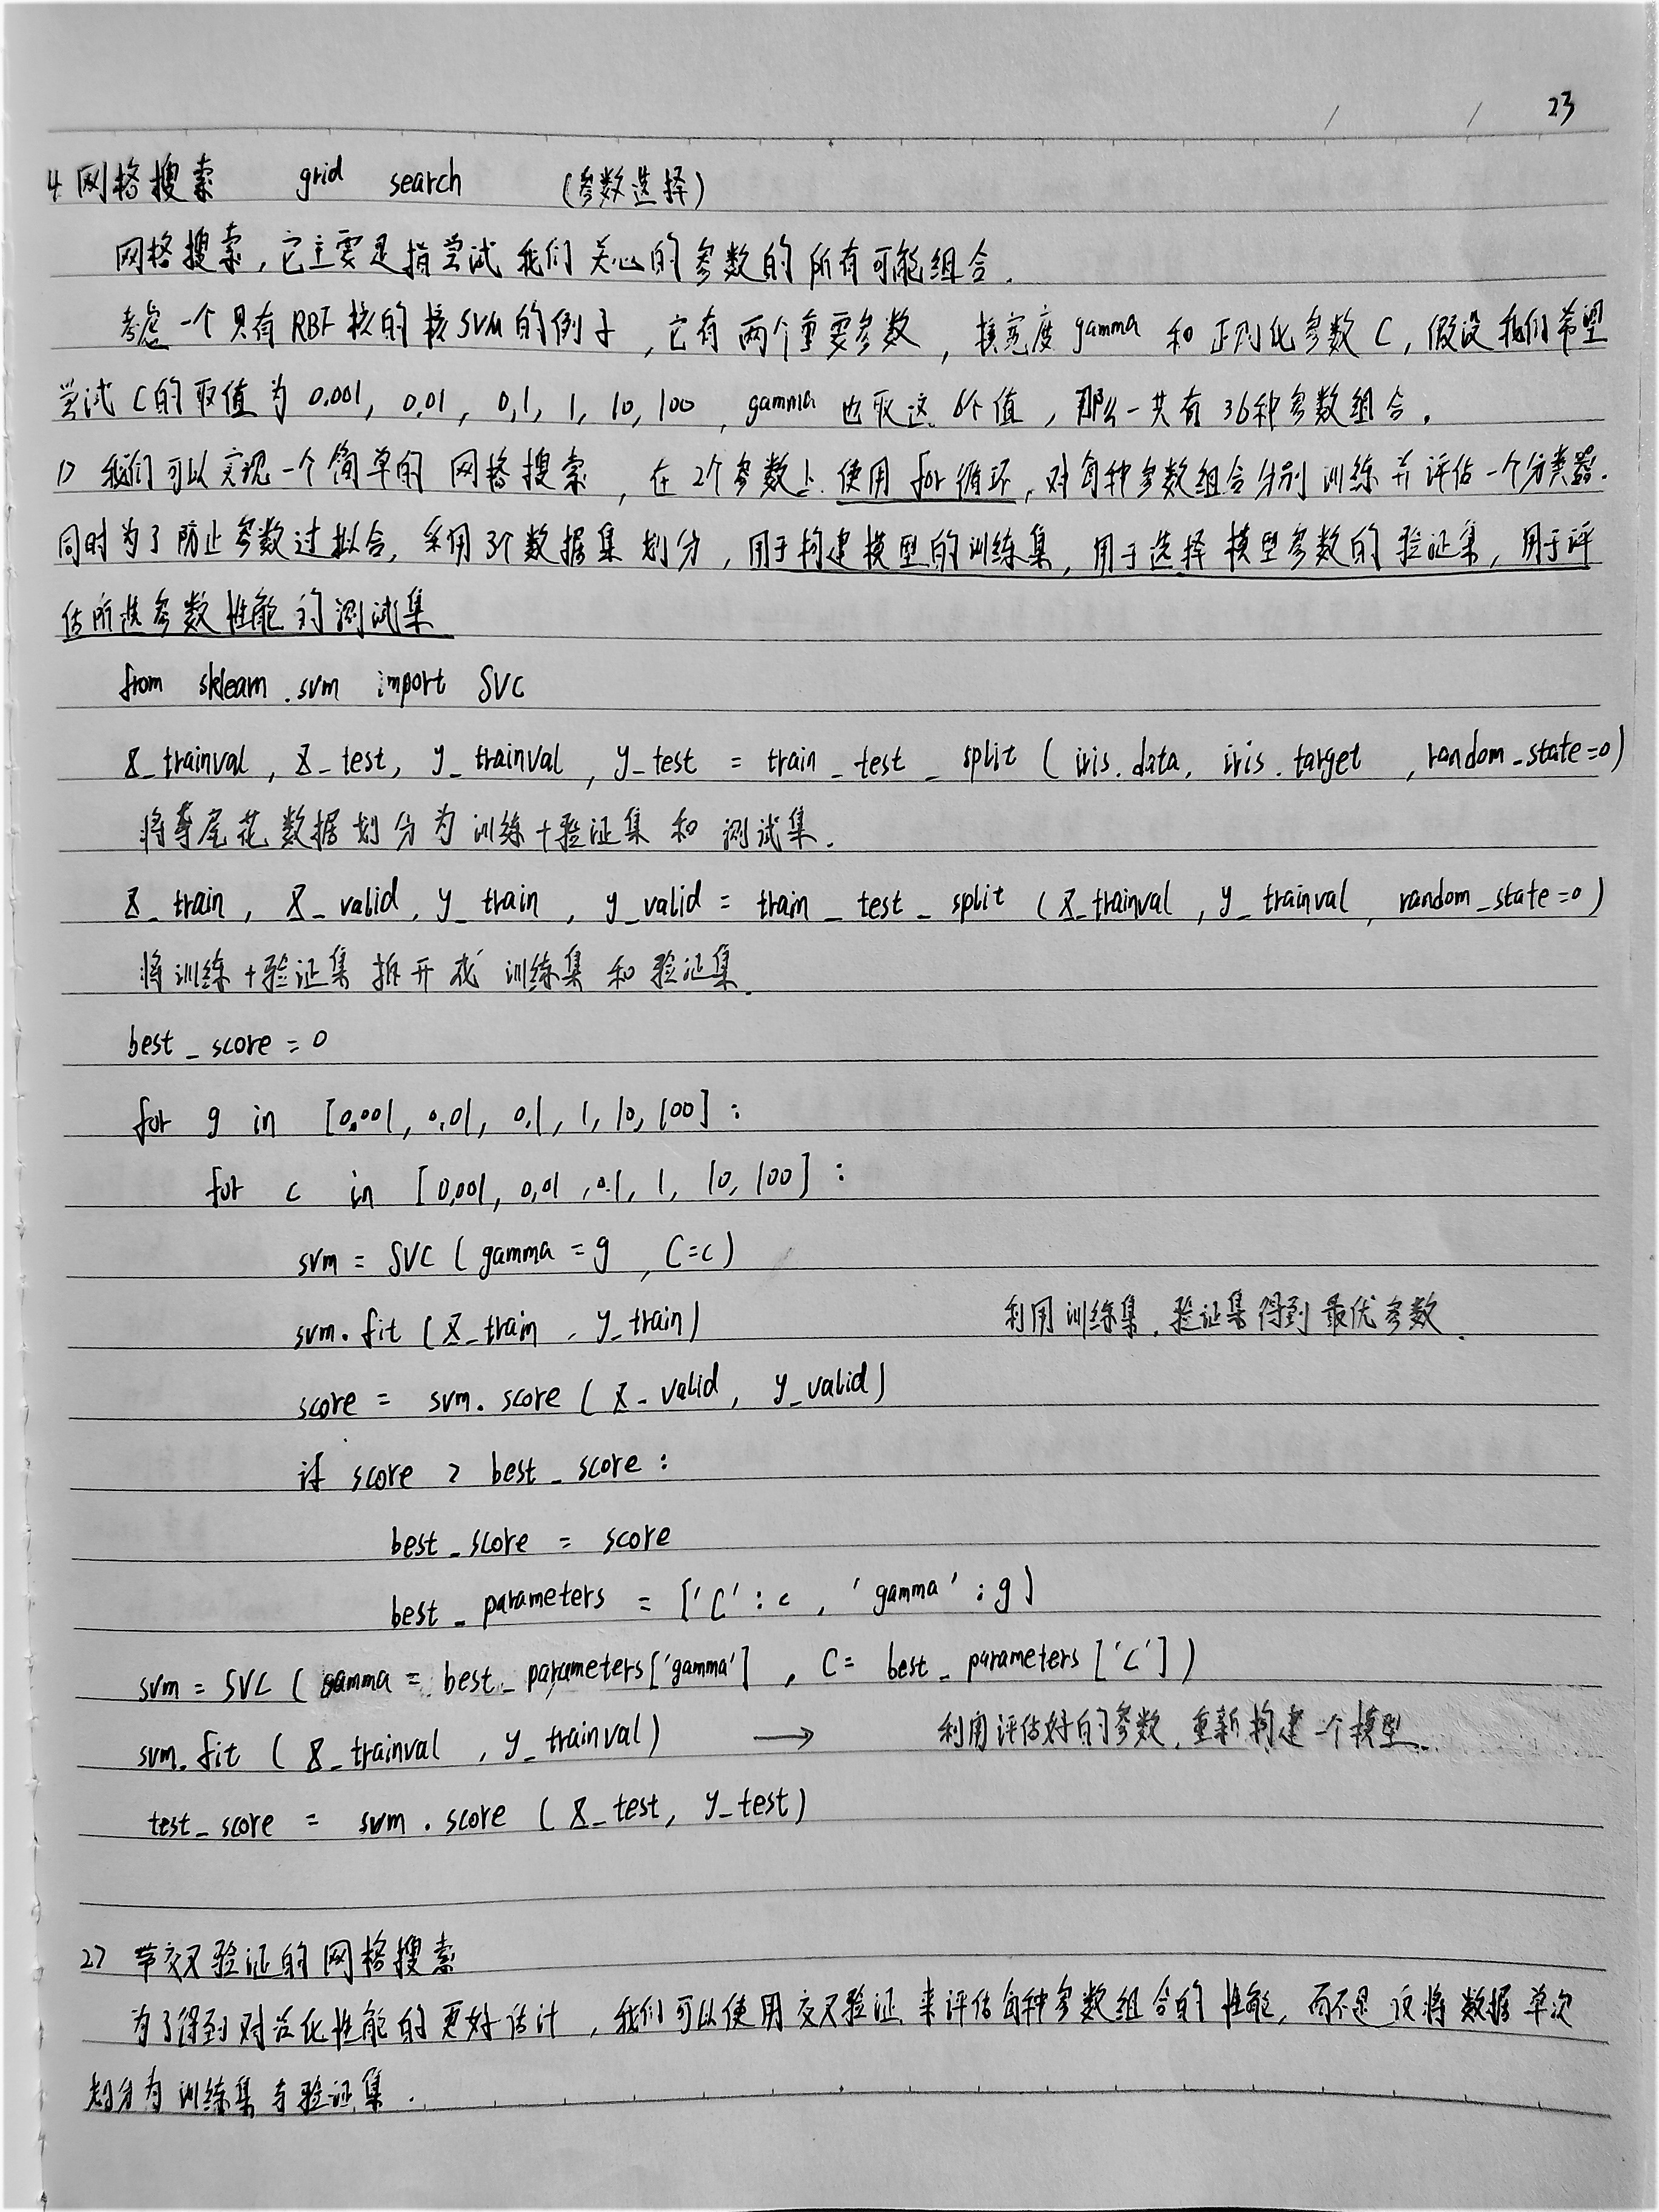 23
4. 网格搜索 grid search (参数选择)
网格搜索，它主要是指尝试我们关心的参数的所有可能组合.
考虑一个具有RBF核的核SVM的例子，它有两个重要参数，核宽度gamma和正则化参数C，假设我们希望
尝试C的取值为 0.001, 0.01, 0.1, 1, 10, 100, gamma也取这6个值，那么一共有36种参数组合.
1> 我们可以实现一个简单的网格搜索，在2个参数上使用for循环，对每种参数组合分别训练并评估一个分类器.
同时为了防止参数过拟合，采用3个数据集划分，用于构建模型的训练集，用于选择模型参数的验证集，用于评
估所选参数性能的测试集
from sklearn.svm import SVC
X_trainval, X_test, y_trainval, y_test = train_test_split (iris.data, iris.target, random_state=0)
将鸢尾花数据划分为训练+验证集和测试集.
X_train, X_valid, y_train, y_valid = train_test_split (X_trainval, y_trainval, random_state=0)
将训练+验证集拆开成训练集和验证集.
best_score = 0
for g in [0.001, 0.01, 0.1, 1, 10, 100] :
for c in [0.001, 0.01, 0.1, 1, 10, 100] :
svm = SVC (gamma = g, C=c)
svm.fit (X_train, y_train) 利用训练集，验证集得到最优参数.
score = svm.score (X_valid, y_valid)
if score > best_score :
best_score = score
best_parameters = ['C' : c, 'gamma' : g]
svm = SVC (gamma = best_parameters['gamma'], C = best_parameters ['C'])
svm.fit (X_trainval, y_trainval) → 利用评估好的参数，重新构建一个模型.
test_score = svm.score (X_test, y_test)
2> 带交叉验证的网格搜索
为了得到对泛化性能的更好估计，我们可以使用交叉验证来评估每种参数组合的性能，而不是仅将数据单次
划分为训练集与验证集.